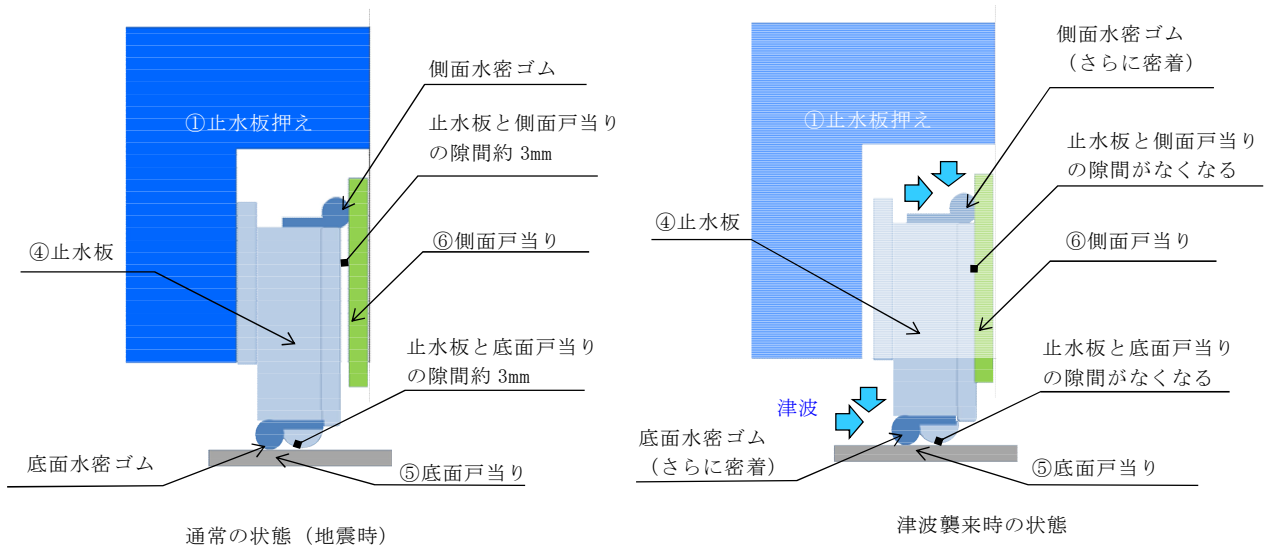 側面水密ゴム
①止水板押え
止水板と側面戸当り
の隙間約 3mm
④止水板
⑥側面戸当り
止水板と底面戸当り
の隙間約 3mm
底面水密ゴム
⑤底面戸当り
通常の状態（地震時）
側面水密ゴム
（さらに密着）
①止水板押え
止水板と側面戸当り
の隙間がなくなる
④止水板
⑥側面戸当り
止水板と底面戸当り
の隙間がなくなる
津波
底面水密ゴム
（さらに密着）
⑤底面戸当り
津波襲来時の状態